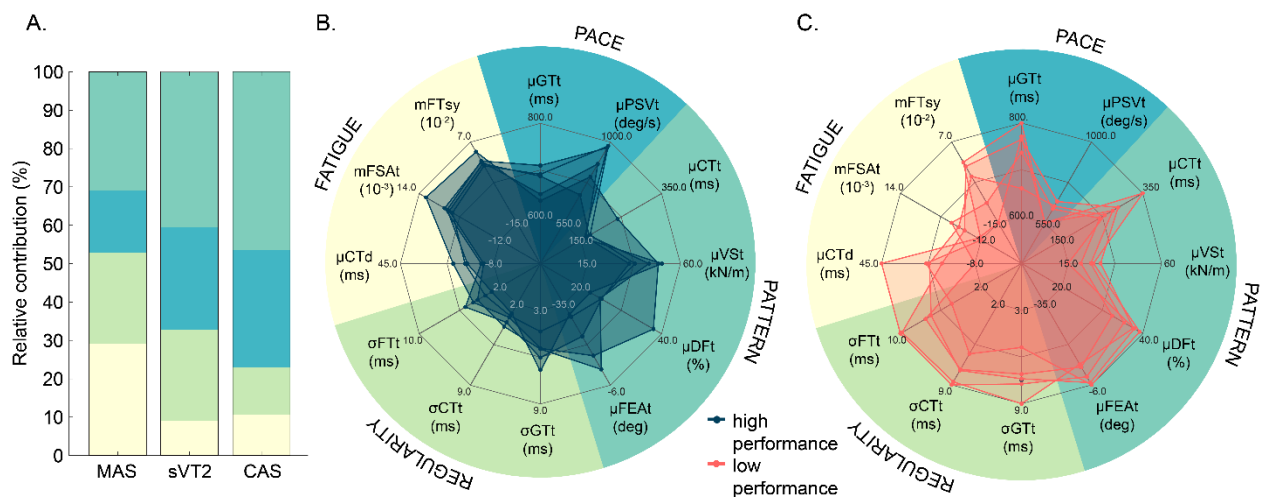 A.
Relative contribution (%)
100
90
80
70
60
50
40
30
20
10
0
MAS
sVT2
CAS
B.
PACE
PATTERN
REGULARITY
FATIGUE
µGTt
(ms)
800.0
600.0
µPSVt
(deg/s)
1000.0
550.0
µCTt
(ms)
350.0
150.0
µVSt
(kN/m)
60.0
15.0
µDFt
(%)
40.0
20.0
µFEAt
(deg)
-6.0
-35.0
σGTt
(ms)
9.0
3.0
σCTt
(ms)
9.0
2.0
σFTt
(ms)
10.0
2.0
µCTd
(ms)
45.0
-8.0
mFSAt
(10⁻³)
14.0
-12.0
mFTsy
(10⁻²)
7.0
-15.0
high
performance
low
performance
C.
PACE
PATTERN
REGULARITY
FATIGUE
µGTt
(ms)
800.
600.0
µPSVt
(deg/s)
1000.0
550.0
µCTt
(ms)
350
150.0
µVSt
(kN/m)
60
15.0
µDFt
(%)
40.0
20.0
µFEAt
(deg)
-6.0
-35.0
σGTt
(ms)
9.0
3.0
σCTt
(ms)
9.0
2.0
σFTt
(ms)
10.0
2.0
µCTd
(ms)
45.0
-8.0
mFSAt
(10⁻³)
14.0
-12.0
mFTsy
(10⁻²)
7.0
-15.0